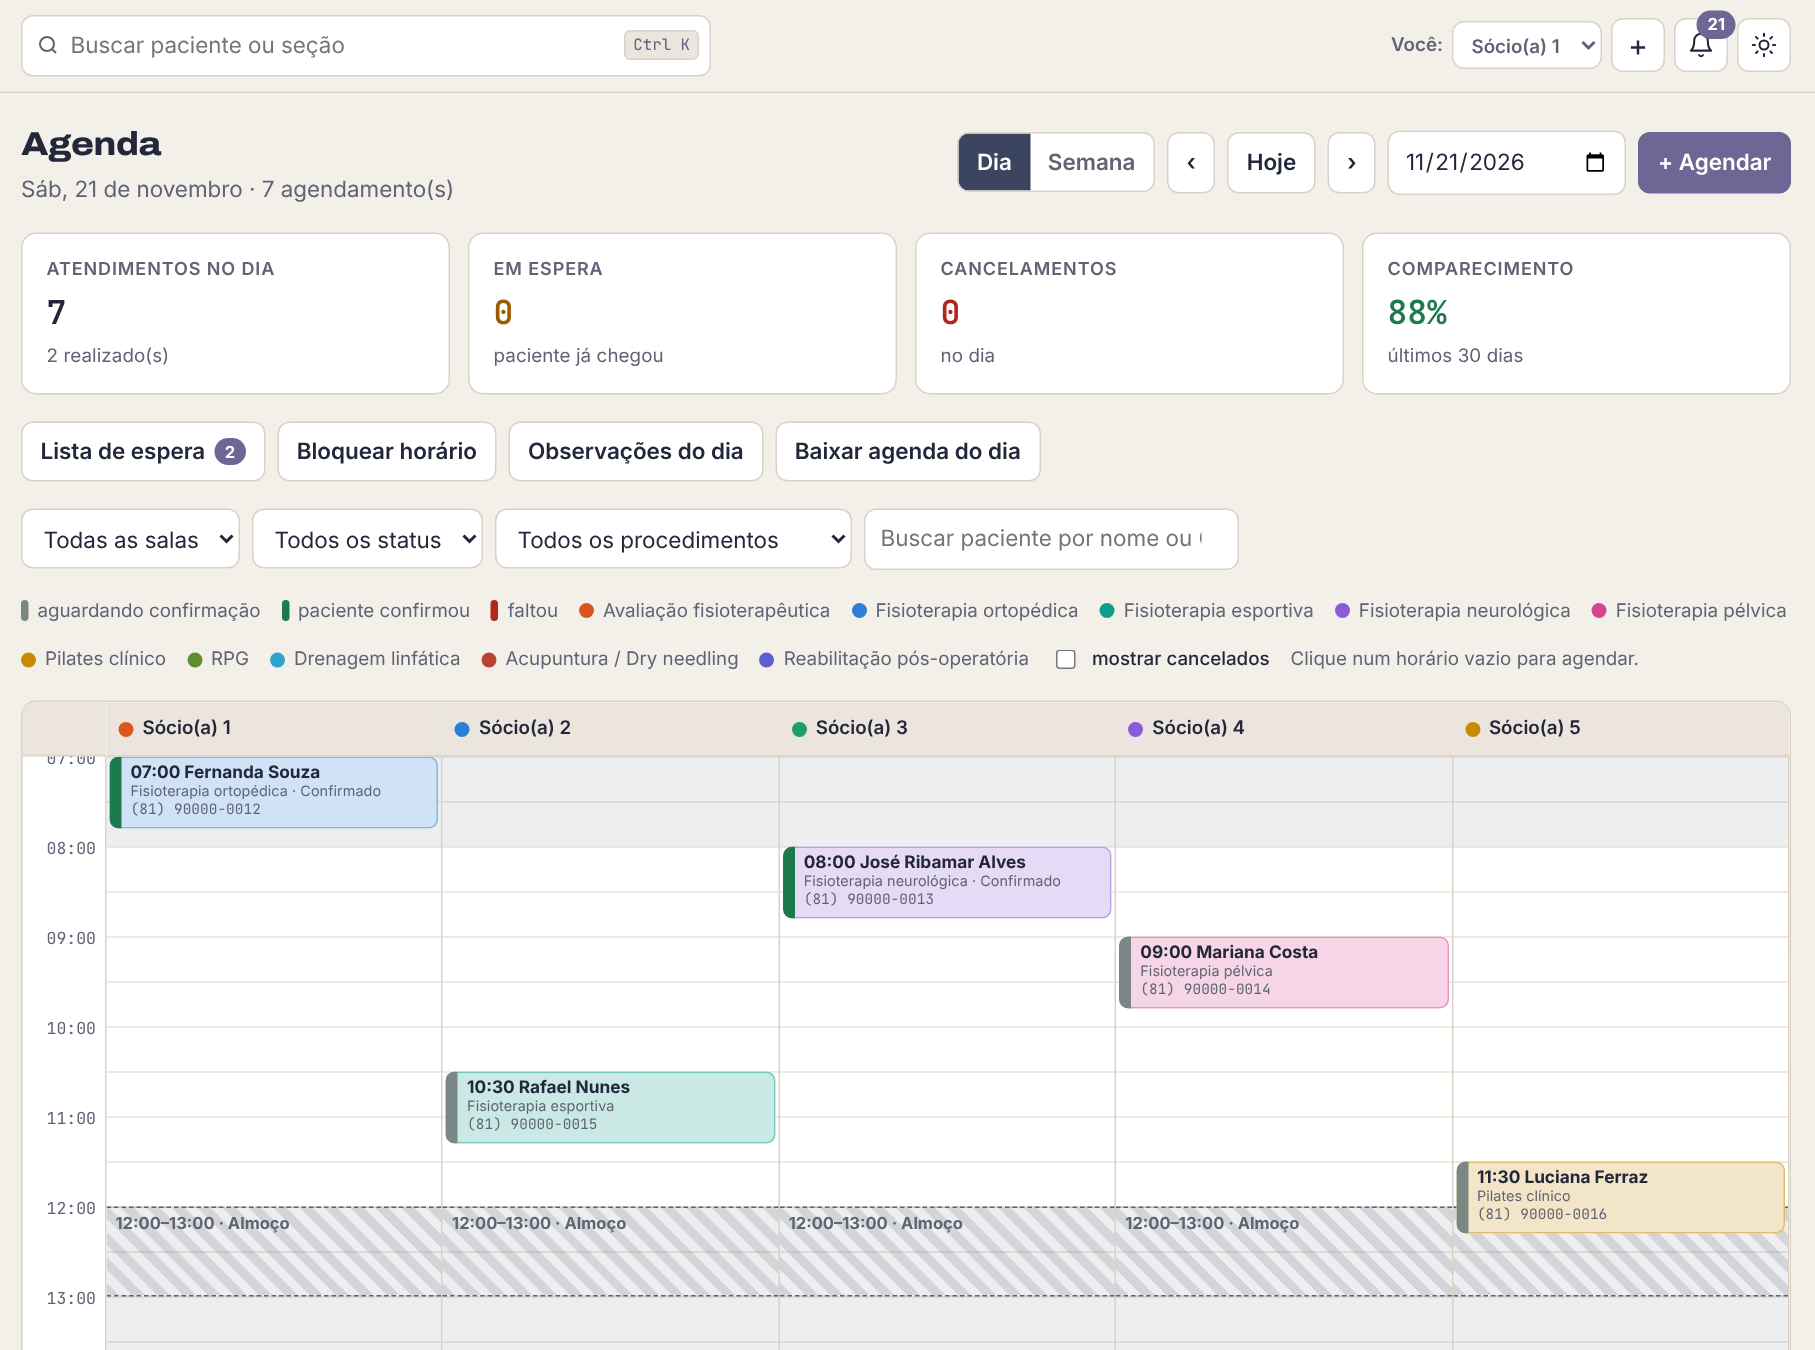 Buscar paciente ou seção
Ctrl K
Você:
Sócio(a) 1
+
21
Agenda
Sáb, 21 de novembro · 7 agendamento(s)
Dia
Semana
‹
Hoje
›
11/21/2026
+ Agendar
ATENDIMENTOS NO DIA
7
2 realizado(s)
EM ESPERA
0
paciente já chegou
CANCELAMENTOS
0
no dia
COMPARECIMENTO
88%
últimos 30 dias
Lista de espera 2
Bloquear horário
Observações do dia
Baixar agenda do dia
Todas as salas
Todos os status
Todos os procedimentos
Buscar paciente por nome ou
aguardando confirmação
paciente confirmou
faltou
Avaliação fisioterapêutica
Fisioterapia ortopédica
Fisioterapia esportiva
Fisioterapia neurológica
Fisioterapia pélvica
Pilates clínico
RPG
Drenagem linfática
Acupuntura / Dry needling
Reabilitação pós-operatória
mostrar cancelados
Clique num horário vazio para agendar.
Sócio(a) 1
Sócio(a) 2
Sócio(a) 3
Sócio(a) 4
Sócio(a) 5
07:00
07:00 Fernanda Souza
Fisioterapia ortopédica · Confirmado
(81) 90000-0012
08:00
08:00 José Ribamar Alves
Fisioterapia neurológica · Confirmado
(81) 90000-0013
09:00
09:00 Mariana Costa
Fisioterapia pélvica
(81) 90000-0014
10:00
10:30 Rafael Nunes
Fisioterapia esportiva
(81) 90000-0015
11:00
11:30 Luciana Ferraz
Pilates clínico
(81) 90000-0016
12:00
12:00–13:00 · Almoço
12:00–13:00 · Almoço
12:00–13:00 · Almoço
12:00–13:00 · Almoço
13:00